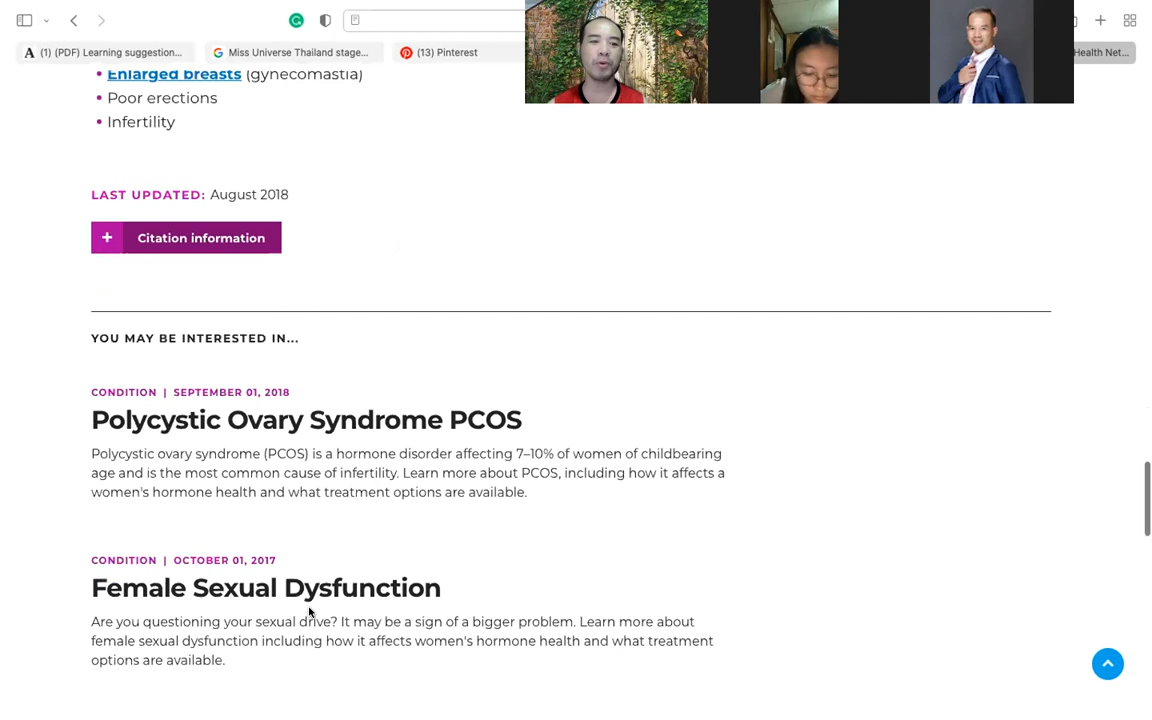 (1) (PDF) Learning suggestion...
Miss Universe Thailand stage...
(13) Pinterest
Health Net...
Enlarged breasts (gynecomastia)
Poor erections
Infertility
LAST UPDATED: August 2018
+ Citation information
YOU MAY BE INTERESTED IN...
CONDITION | SEPTEMBER 01, 2018
Polycystic Ovary Syndrome PCOS
Polycystic ovary syndrome (PCOS) is a hormone disorder affecting 7–10% of women of childbearing
age and is the most common cause of infertility. Learn more about PCOS, including how it affects a
women's hormone health and what treatment options are available.
CONDITION | OCTOBER 01, 2017
Female Sexual Dysfunction
Are you questioning your sexual drive? It may be a sign of a bigger problem. Learn more about
female sexual dysfunction including how it affects women's hormone health and what treatment
options are available.